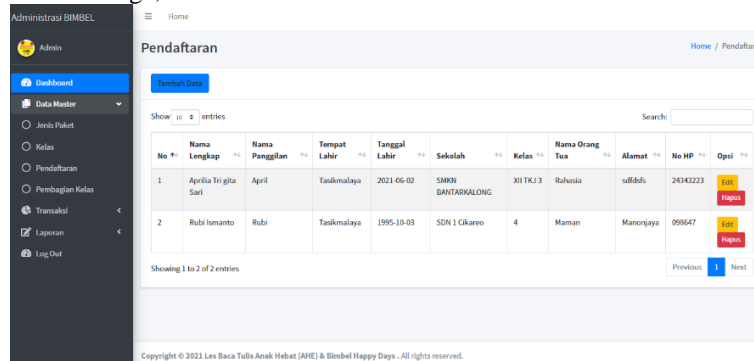 Administrasi BIMBEL
Home
Admin
Pendaftaran
Home / Pendaftar
Dashboard
Tambah Data
Data Master
Jenis Paket
Show 10 entries
Search:
Kelas
No
Nama Lengkap
Nama Panggilan
Tempat Lahir
Tanggal Lahir
Sekolah
Kelas
Nama Orang Tua
Alamat
No HP
Opsi
Pendaftaran
Pembagian Kelas
Transaksi
Laporan
Log Out
1
Aprilia Tri gita Sari
April
Tasikmalaya
2021-06-02
SMKN BANTARKALONG
XII TKJ 3
Rahasia
sdfdsfs
24343223
Edit
Hapus
2
Rubi Ismanto
Rubi
Tasikmalaya
1995-10-03
SDN 1 Cikareo
4
Maman
Manonjaya
098647
Edit
Hapus
Showing 1 to 2 of 2 entries
Previous 1 Next
Copyright © 2021 Les Baca Tulis Anak Hebat (AHE) & Bimbel Happy Days . All rights reserved.